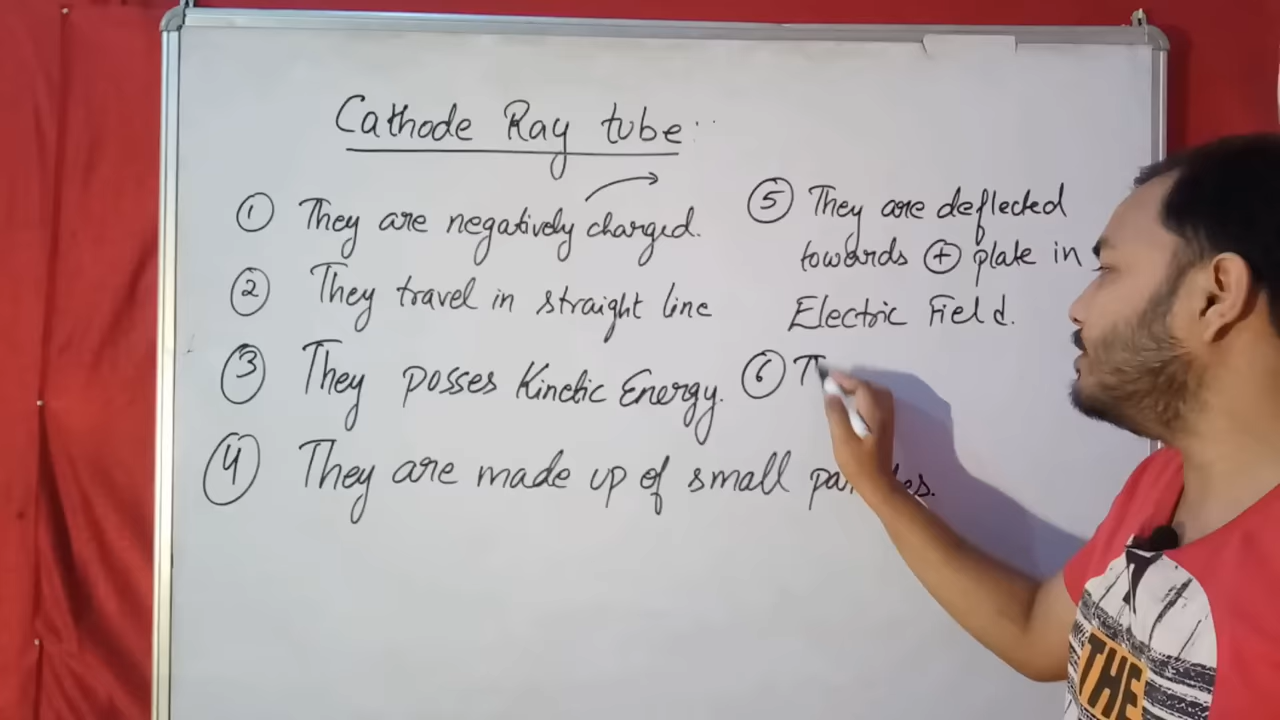 Cathode Ray tube:
① They are negatively charged.
② They travel in straight line
③ They posses Kinetic Energy.
④ They are made up of small
⑤ They are deflected
towards ⊕ plate in
Electric Field.
⑥
THE